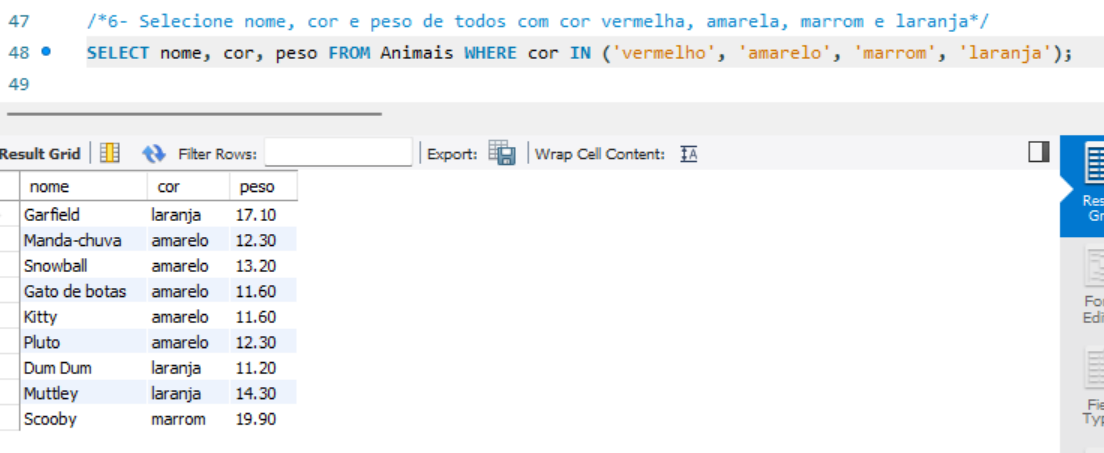 47 /*6- Selecione nome, cor e peso de todos com cor vermelha, amarela, marrom e laranja*/
48 SELECT nome, cor, peso FROM Animais WHERE cor IN ('vermelho', 'amarelo', 'marrom', 'laranja');
49
Result Grid Filter Rows: Export: Wrap Cell Content: IA
nome cor peso
Garfield laranja 17.10
Manda-chuva amarelo 12.30
Snowball amarelo 13.20
Gato de botas amarelo 11.60
Kitty amarelo 11.60
Pluto amarelo 12.30
Dum Dum laranja 11.20
Muttley laranja 14.30
Scooby marrom 19.90
Res
Gr
For
Edi
Fie
Typ